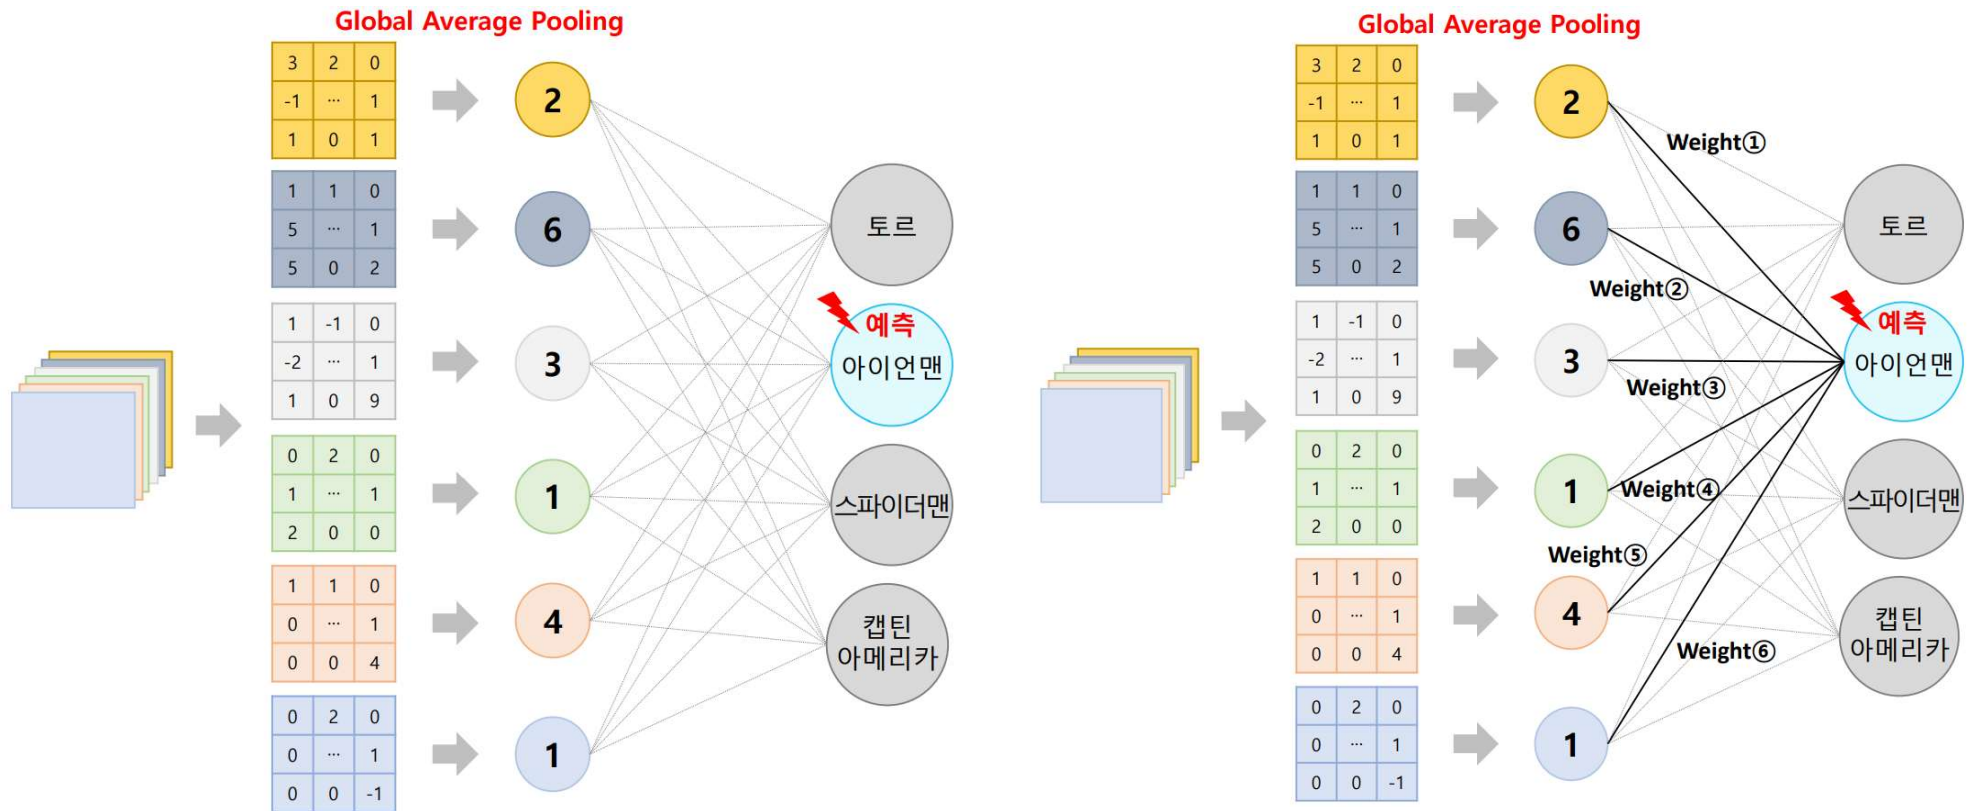 Global Average Pooling
3 2 0
-1 ... 1
1 0 1
2
1 1 0
5 ... 1
5 0 2
6
1 -1 0
-2 ... 1
1 0 9
3
0 2 0
1 ... 1
2 0 0
1
1 1 0
0 ... 1
0 0 4
4
0 2 0
0 ... 1
0 0 -1
1
토르
예측
아이언맨
스파이더맨
캡틴
아메리카
Global Average Pooling
3 2 0
-1 ... 1
1 0 1
2
1 1 0
5 ... 1
5 0 2
6
1 -1 0
-2 ... 1
1 0 9
3
0 2 0
1 ... 1
2 0 0
1
1 1 0
0 ... 1
0 0 4
4
0 2 0
0 ... 1
0 0 -1
1
Weight①
Weight②
Weight③
Weight④
Weight⑤
Weight⑥
토르
예측
아이언맨
스파이더맨
캡틴
아메리카